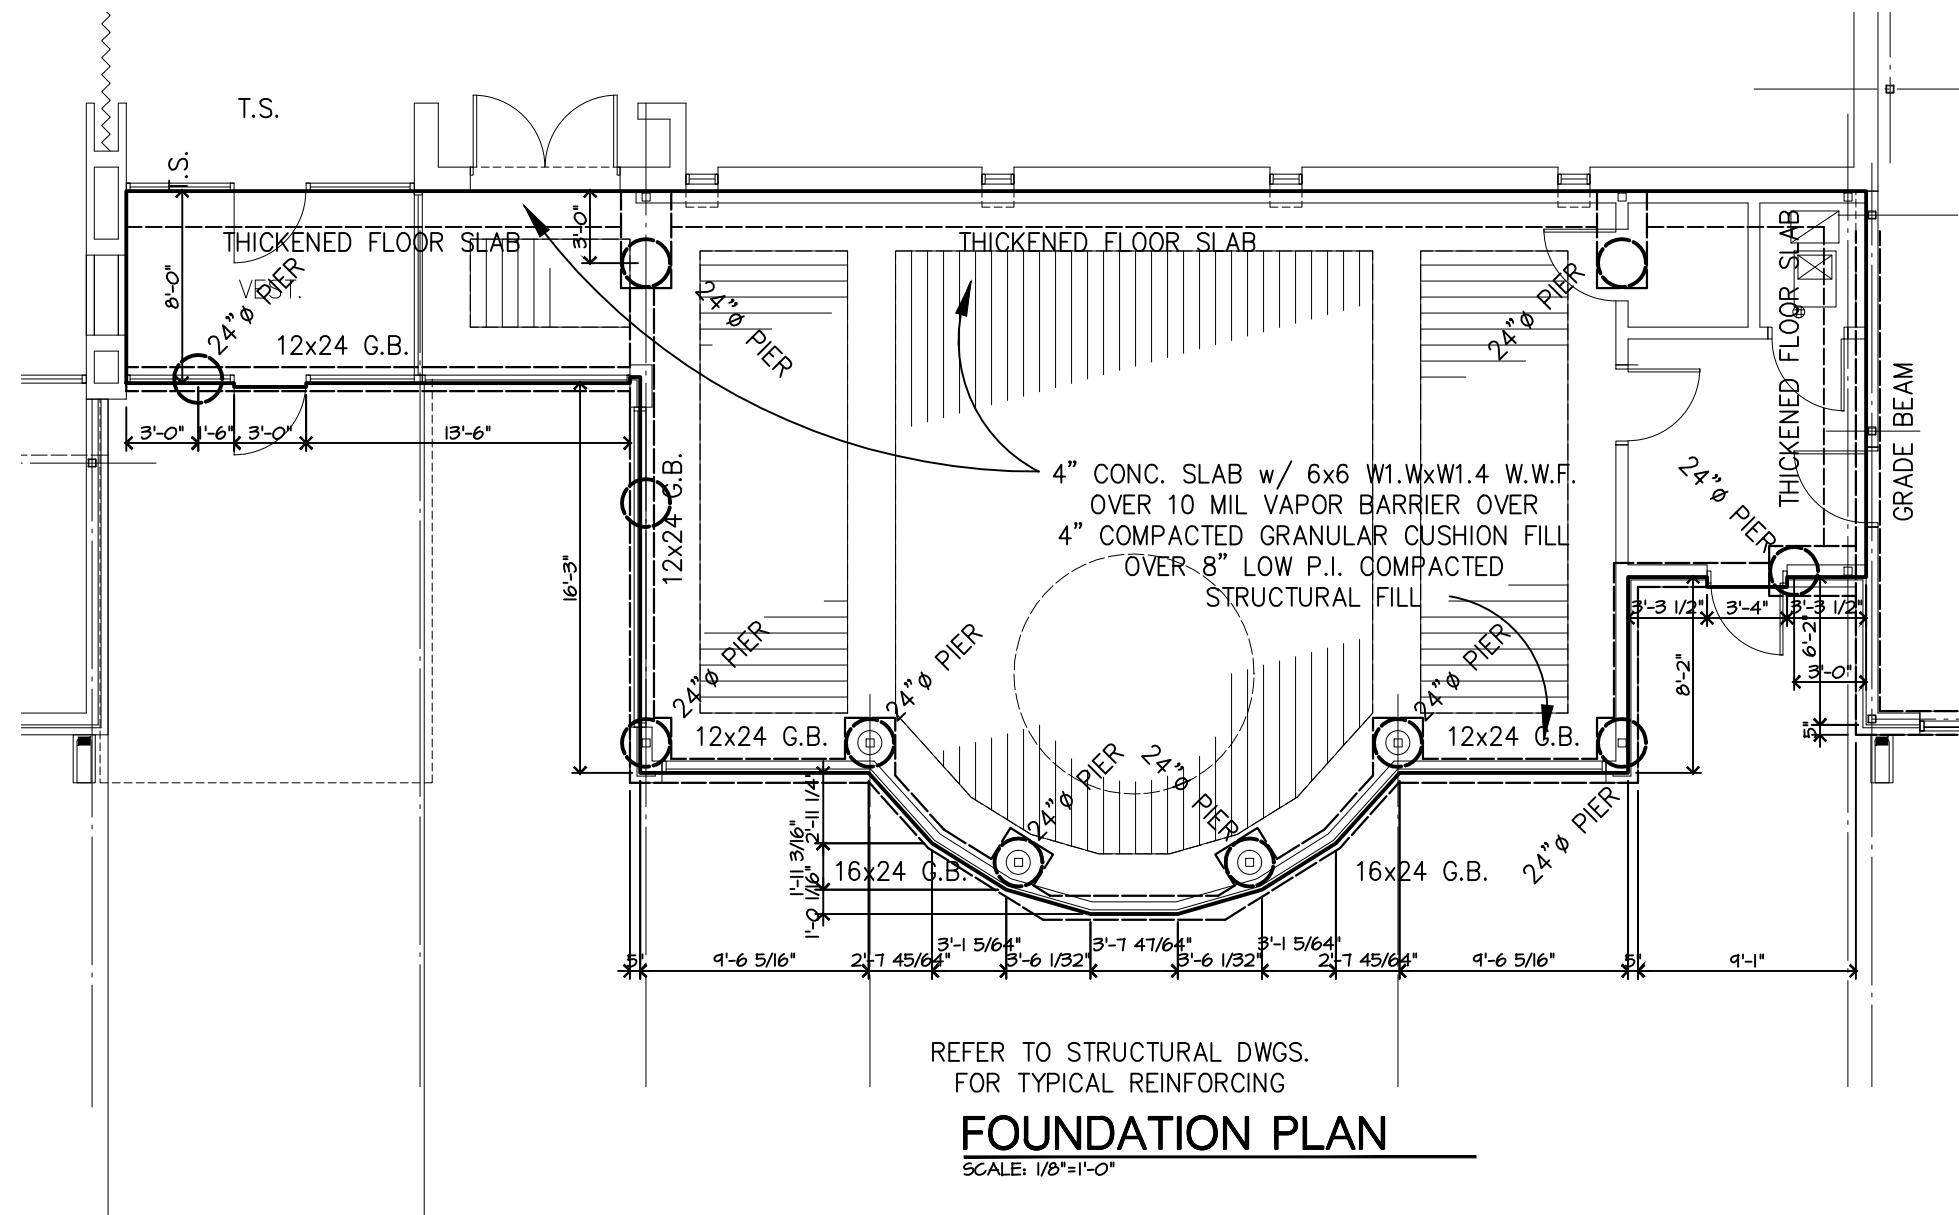 T.S.
T.S.
THICKENED FLOOR SLAB
THICKENED FLOOR SLAB
THICKENED FLOOR SLAB
GRADE BEAM
3'-0"
8'-0"
VEST.
24"ø PIER
12x24 G.B.
24"ø PIER
24"ø PIER
3'-0"
1'-6"
3'-0"
13'-6"
12x24 G.B.
16'-3"
4" CONC. SLAB w/ 6x6 W1.WxW1.4 W.W.F.
OVER 10 MIL VAPOR BARRIER OVER
4" COMPACTED GRANULAR CUSHION FILL
OVER 8" LOW P.I. COMPACTED
STRUCTURAL FILL
24"ø PIER
3'-3 1/2"
3'-4"
3'-3 1/2"
6'-2"
3'-0"
8'-2"
5"
24"ø PIER
24"ø PIER
24"ø PIER
12x24 G.B.
12x24 G.B.
24"ø PIER
24"ø PIER
24"ø PIER
2'-11 1/4"
1'-11 3/16"
1'-0 1/16"
16x24 G.B.
16x24 G.B.
3'-1 5/64"
3'-7 47/64"
3'-1 5/64"
5"
9'-6 5/16"
2'-7 45/64"
3'-6 1/32"
3'-6 1/32"
2'-7 45/64"
9'-6 5/16"
5"
9'-1"
REFER TO STRUCTURAL DWGS.
FOR TYPICAL REINFORCING
FOUNDATION PLAN
SCALE: 1/8"=1'-0"